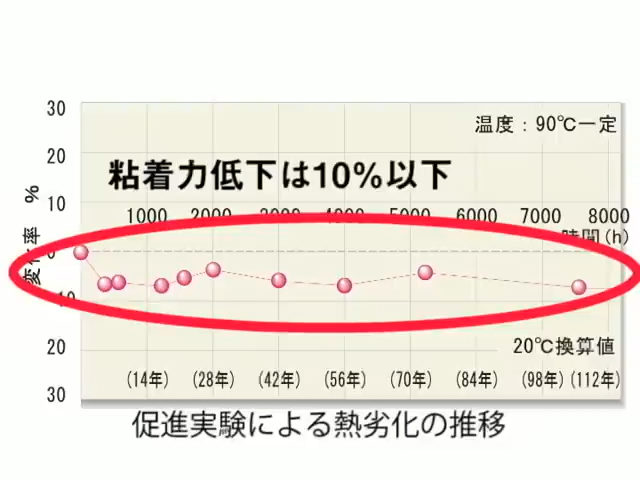 30
温度：90℃一定
20
粘着力低下は10%以下
10
1000 2000 3000 4000 5000 6000 7000 8000
時間(h)
変化率 %
0
10
20
20℃換算値
(14年) (28年) (42年) (56年) (70年) (84年) (98年) (112年)
30
促進実験による熱劣化の推移